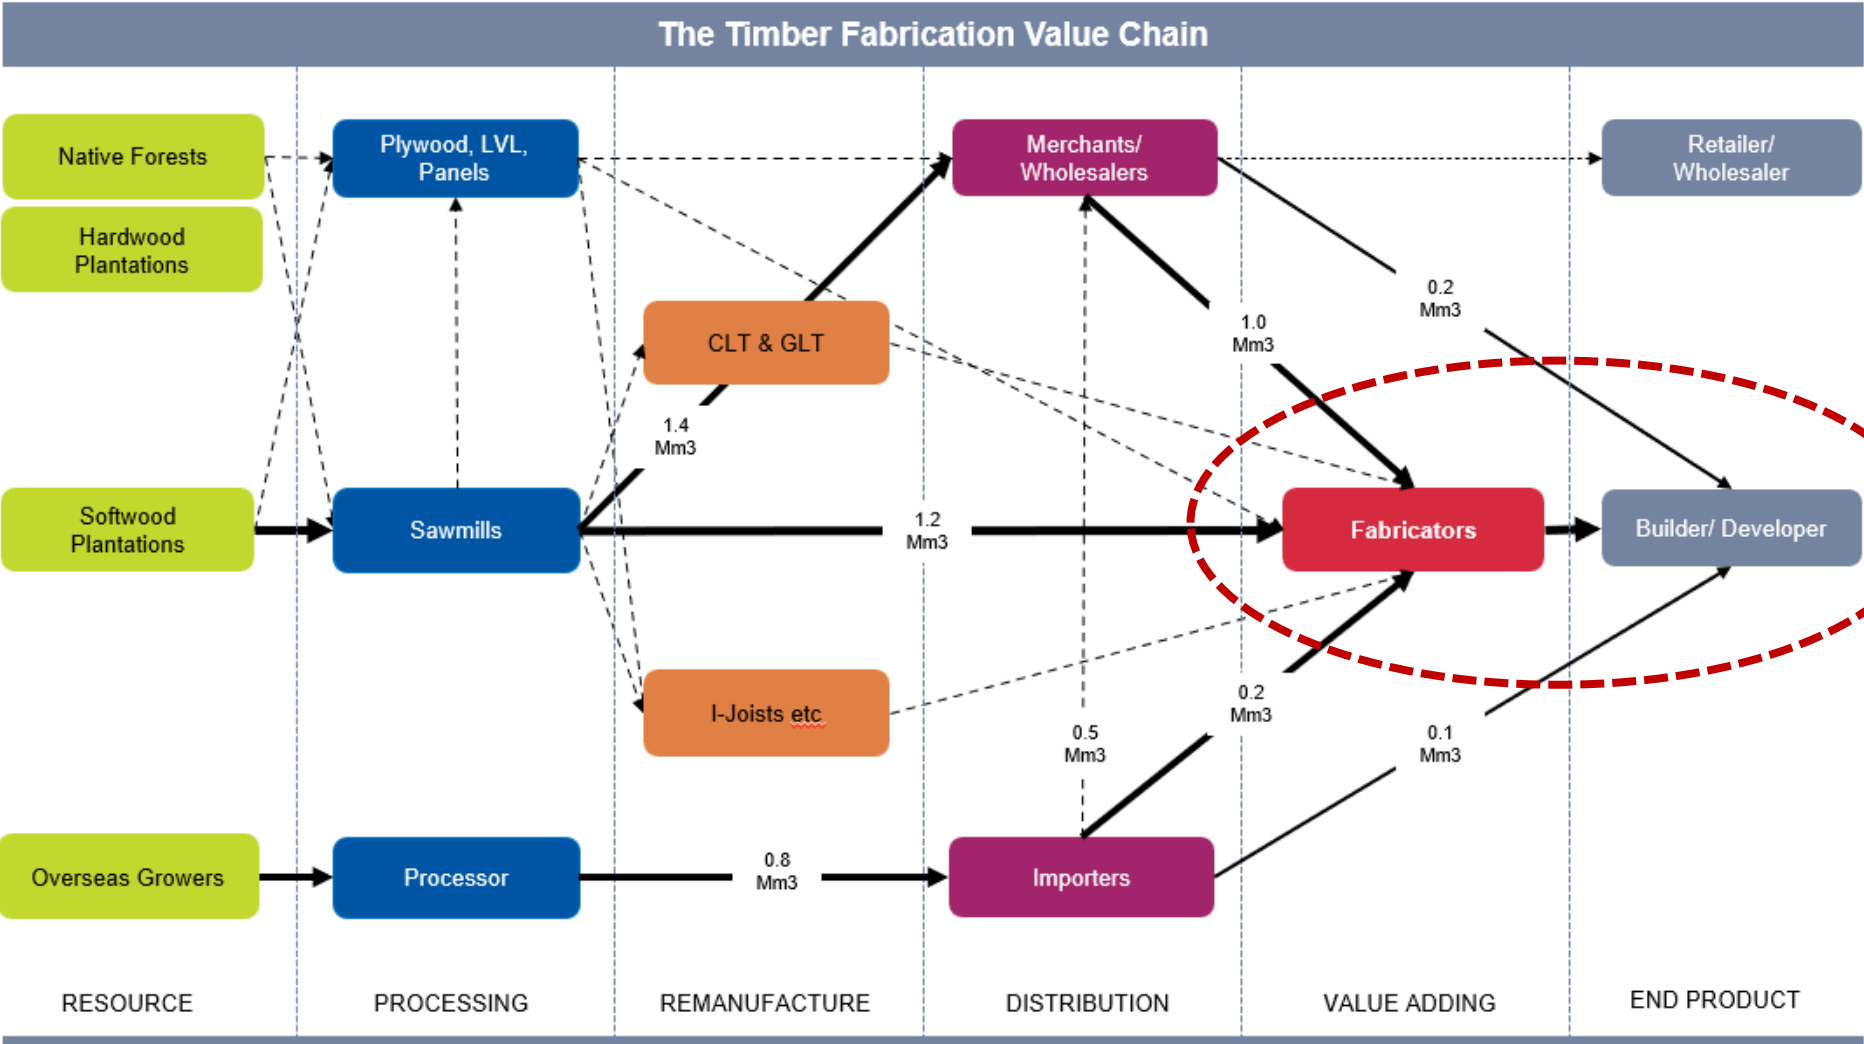 The Timber Fabrication Value Chain
Native Forests
Plywood, LVL,
Panels
Merchants/
Wholesalers
Retailer/
Wholesaler
Hardwood
Plantations
0.2
Mm3
1.0
Mm3
CLT & GLT
1.4
Mm3
Softwood
Plantations
Sawmills
1.2
Mm3
Fabricators
Builder/ Developer
I-Joists etc
0.2
Mm3
0.5
Mm3
0.1
Mm3
Overseas Growers
Processor
0.8
Mm3
Importers
RESOURCE
PROCESSING
REMANUFACTURE
DISTRIBUTION
VALUE ADDING
END PRODUCT